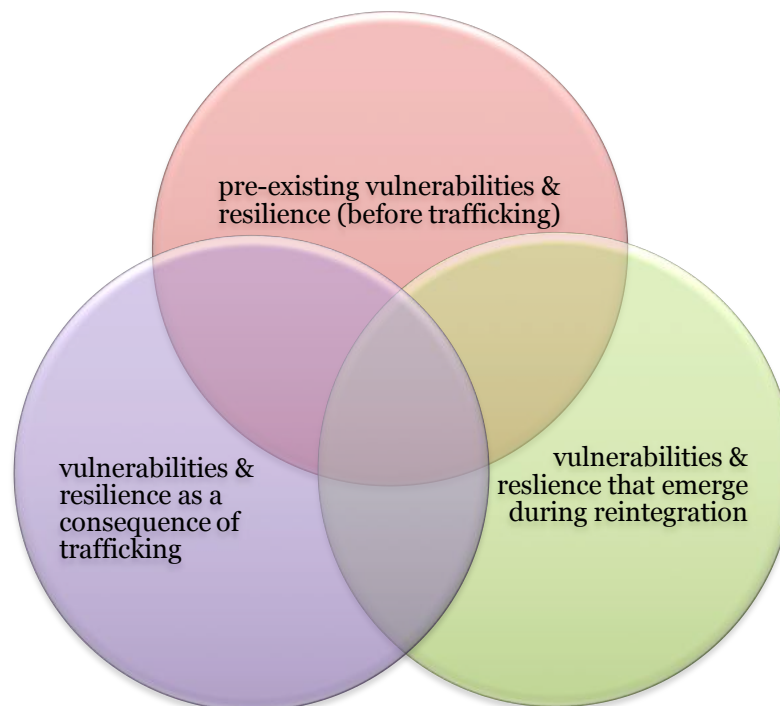 pre-existing vulnerabilities &
resilience (before trafficking)
vulnerabilities &
resilience as a
consequence of
trafficking
vulnerabilities &
reslience that emerge
during reintegration